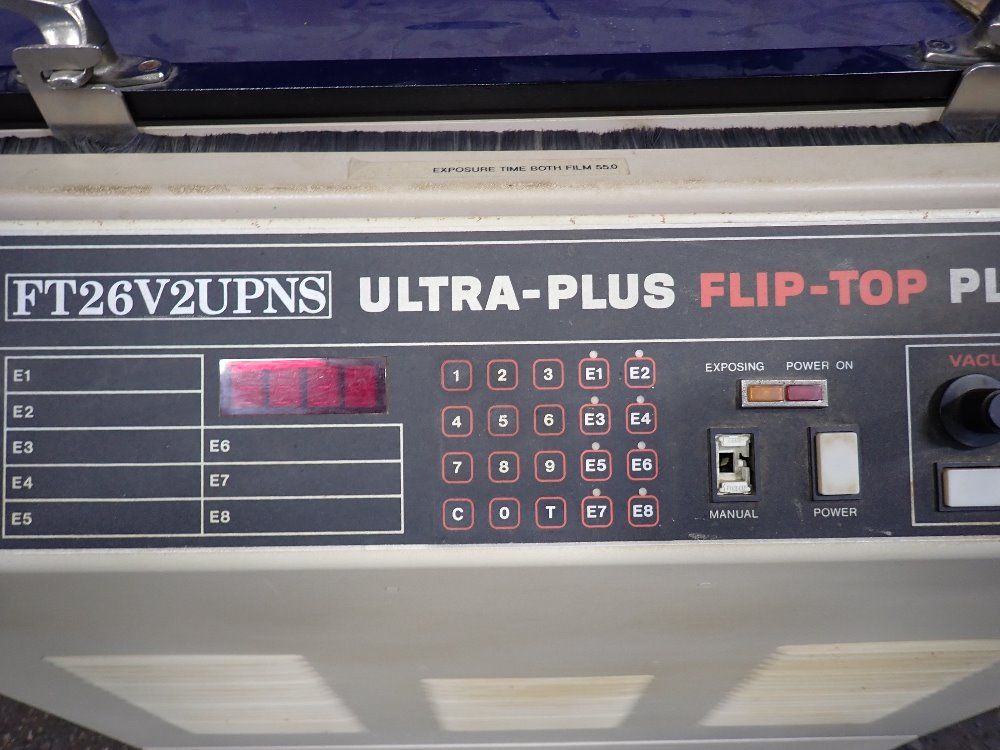 EXPOSURE TIME BOTH FILM 55.0
FT26V2UPNS ULTRA-PLUS FLIP-TOP PL
E1
E2
E3 E6
E4 E7
E5 E8
1 2 3 E1 E2
4 5 6 E3 E4
7 8 9 E5 E6
C 0 T E7 E8
EXPOSING POWER ON
MANUAL POWER
VACU